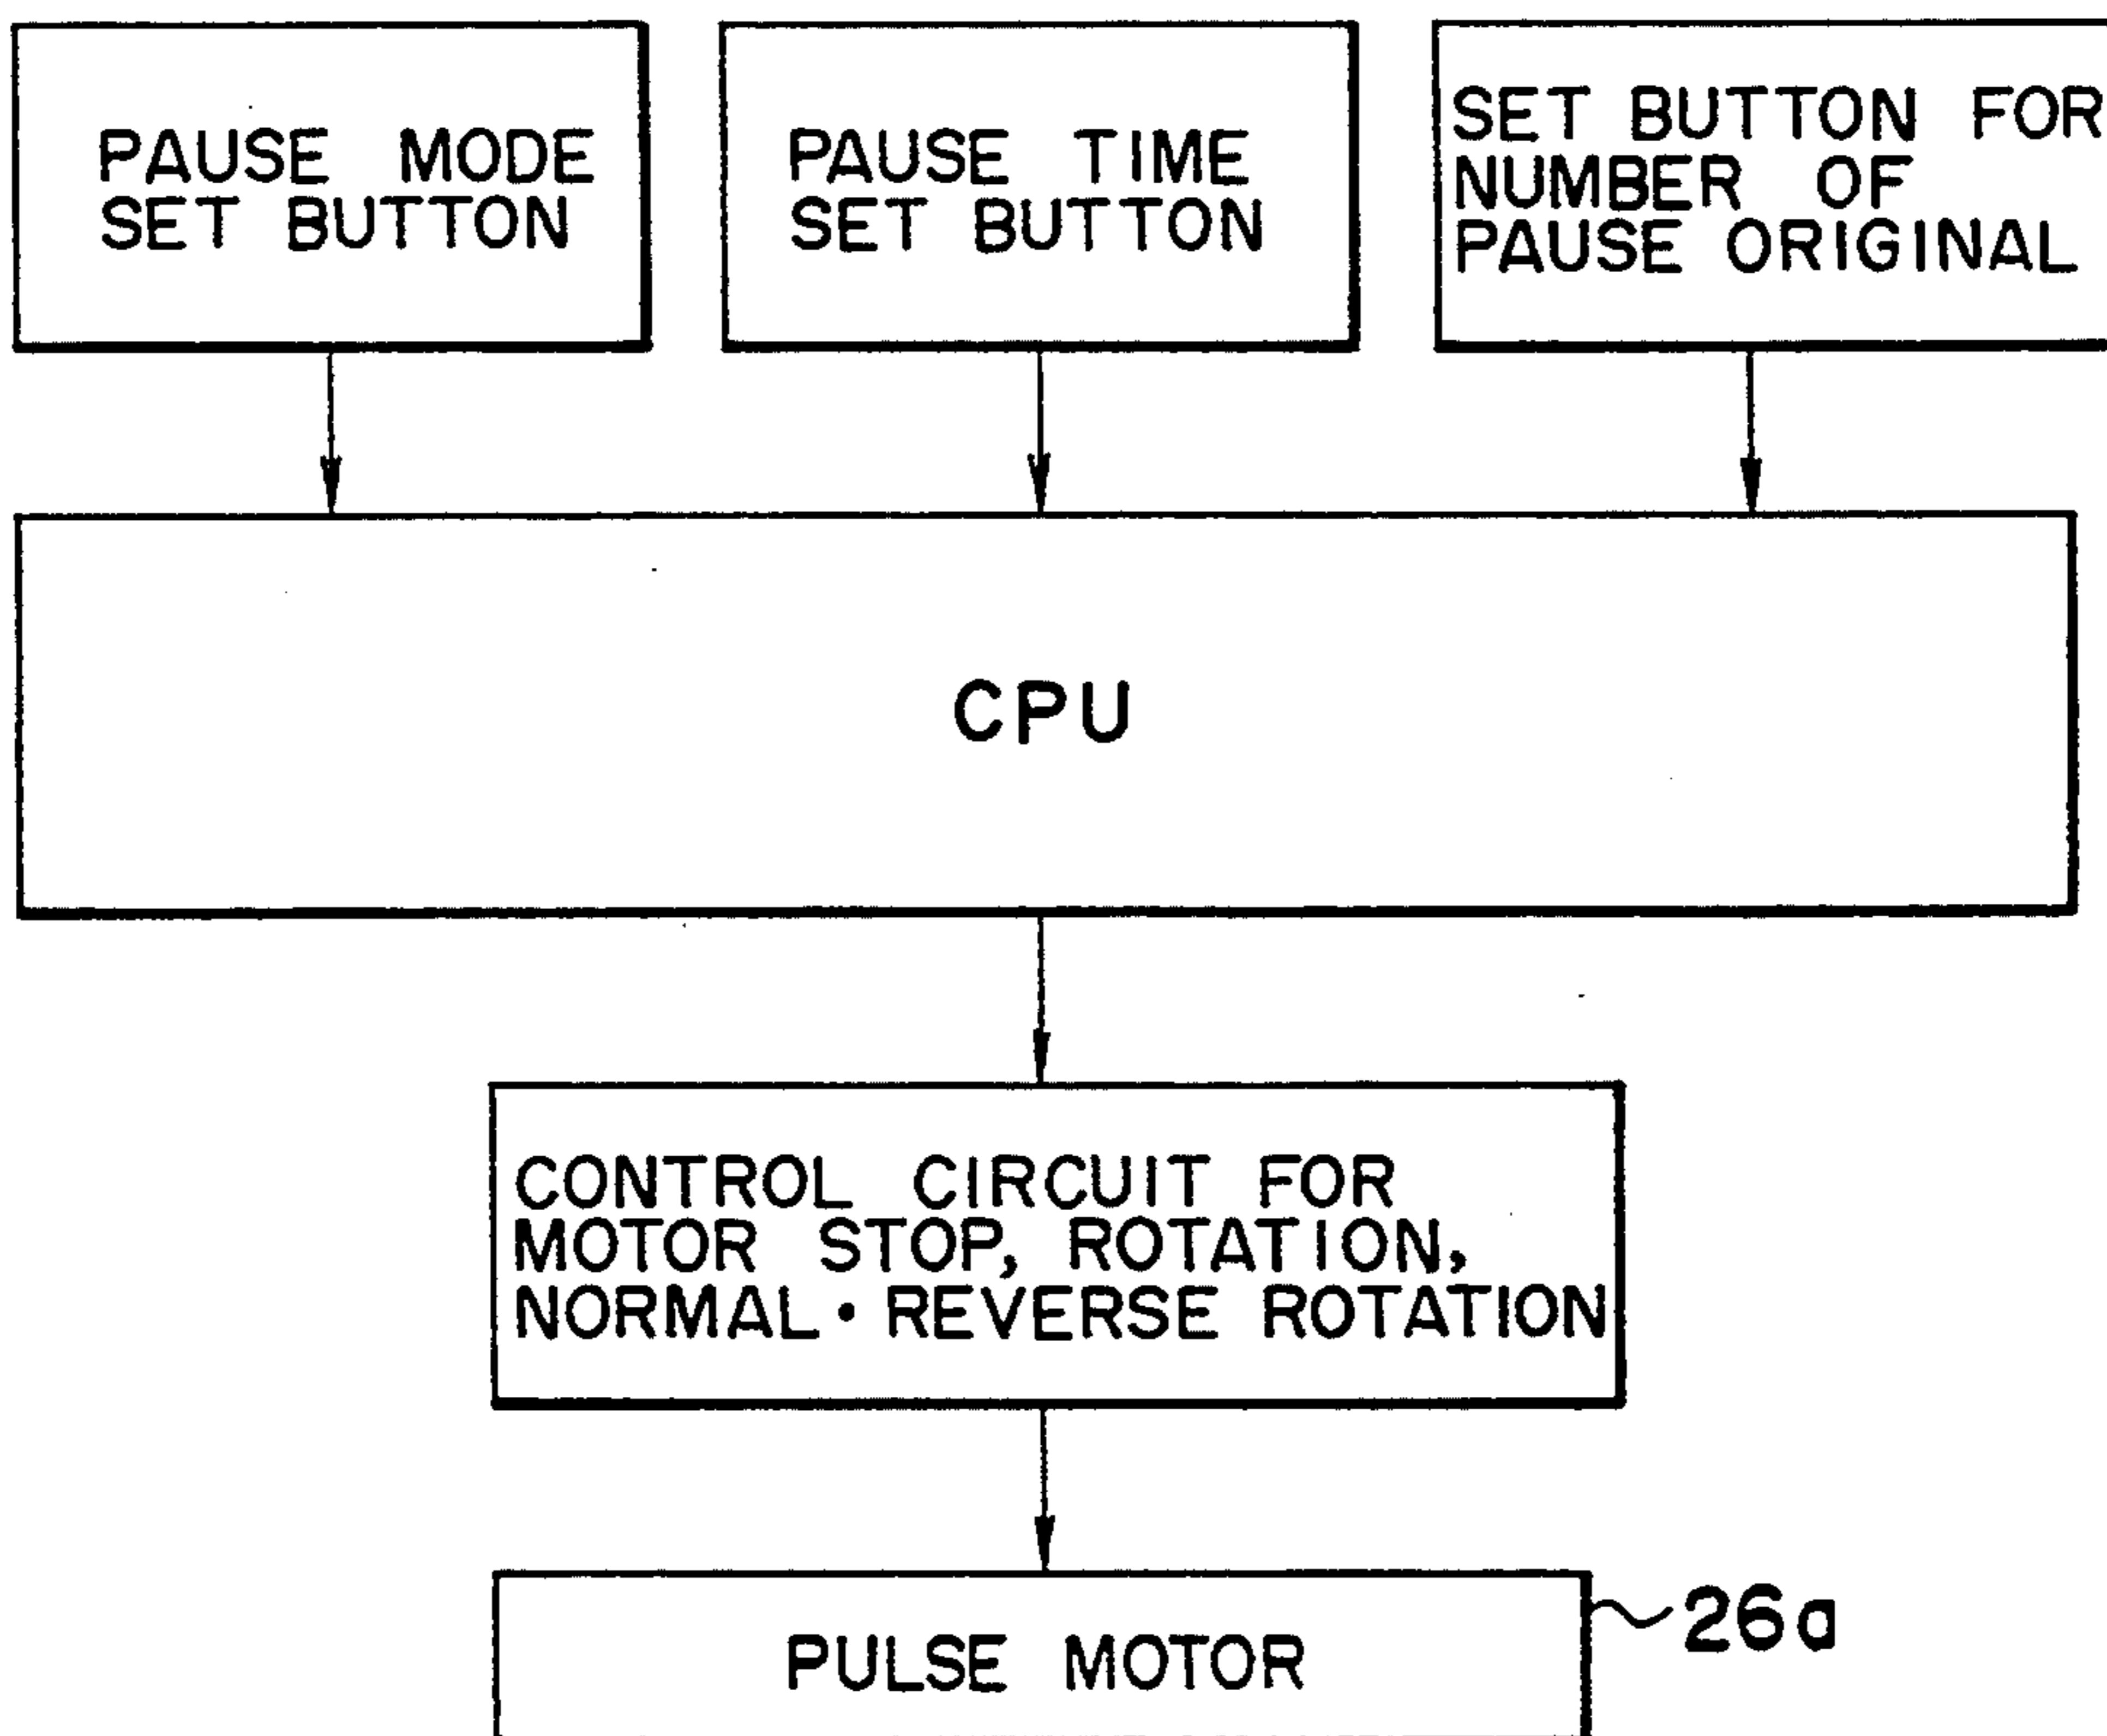 PAUSE MODE
SET BUTTON
PAUSE TIME
SET BUTTON
SET BUTTON FOR
NUMBER OF
PAUSE ORIGINAL
CPU
CONTROL CIRCUIT FOR
MOTOR STOP, ROTATION,
NORMAL・REVERSE ROTATION
PULSE MOTOR
26a